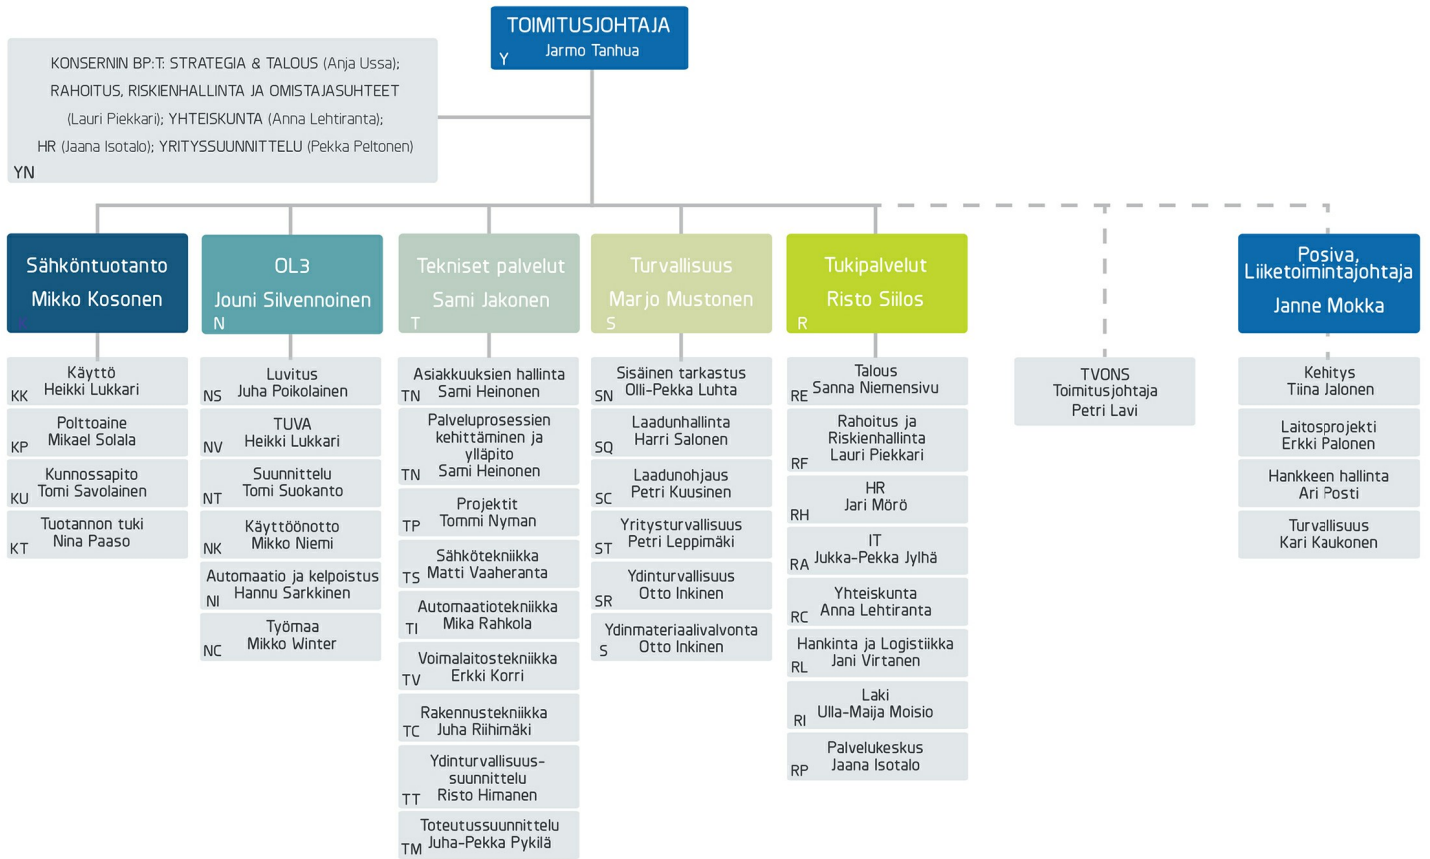 TOIMITUSJOHTAJA
Jarmo Tanhua
Y
KONSERNIN BP:T: STRATEGIA & TALOUS (Anja Ussa);
RAHOITUS, RISKIENHALLINTA JA OMISTAJASUHTEET
(Lauri Piekkari); YHTEISKUNTA (Anna Lehtiranta);
HR (Jaana Isotalo); YRITYSSUUNNITTELU (Pekka Peltonen)
YN
Sähköntuotanto
Mikko Kosonen
KK Käyttö
Heikki Lukkari
KP Polttoaine
Mikael Solala
KU Kunnossapito
Tomi Savolainen
KT Tuotannon tuki
Nina Paaso
OL3
Jouni Silvennoinen
N
NS Luvitus
Juha Poikolainen
NV TUVA
Heikki Lukkari
NT Suunnittelu
Tomi Suokanto
NK Käyttöönotto
Mikko Niemi
NI Automaatio ja kelpoistus
Hannu Sarkkinen
NC Työmaa
Mikko Winter
Tekniset palvelut
Sami Jakonen
T
TN Asiakkuuksien hallinta
Sami Heinonen
TN Palveluprosessien
kehittäminen ja
ylläpito
Sami Heinonen
TP Projektit
Tommi Nyman
TS Sähkötekniikka
Matti Vaaheranta
TI Automaatiotekniikka
Mika Rahkola
TV Voimalaitostekniikka
Erkki Korri
TC Rakennustekniikka
Juha Riihimäki
TT Ydinturvallisuus-
suunnittelu
Risto Himanen
TM Toteutussuunnittelu
Juha-Pekka Pykilä
Turvallisuus
Marjo Mustonen
S
SN Sisäinen tarkastus
Olli-Pekka Luhta
SQ Laadunhallinta
Harri Salonen
SC Laadunohjaus
Petri Kuusinen
ST Yritysturvallisuus
Petri Leppimäki
SR Ydinturvallisuus
Otto Inkinen
S Ydinmateriaalivalvonta
Otto Inkinen
Tukipalvelut
Risto Siilos
R
RE Talous
Sanna Niemensivu
RF Rahoitus ja
Riskienhallinta
Lauri Piekkari
RH HR
Jari Mörö
RA IT
Jukka-Pekka Jylhä
RC Yhteiskunta
Anna Lehtiranta
RL Hankinta ja Logistiikka
Jani Virtanen
RI Laki
Ulla-Maija Moisio
RP Palvelukeskus
Jaana Isotalo
TVONS
Toimitusjohtaja
Petri Lavi
Posiva,
Liiketoimintajohtaja
Janne Mokka
Kehitys
Tiina Jalonen
Laitosprojekti
Erkki Palonen
Hankkeen hallinta
Ari Posti
Turvallisuus
Kari Kaukonen